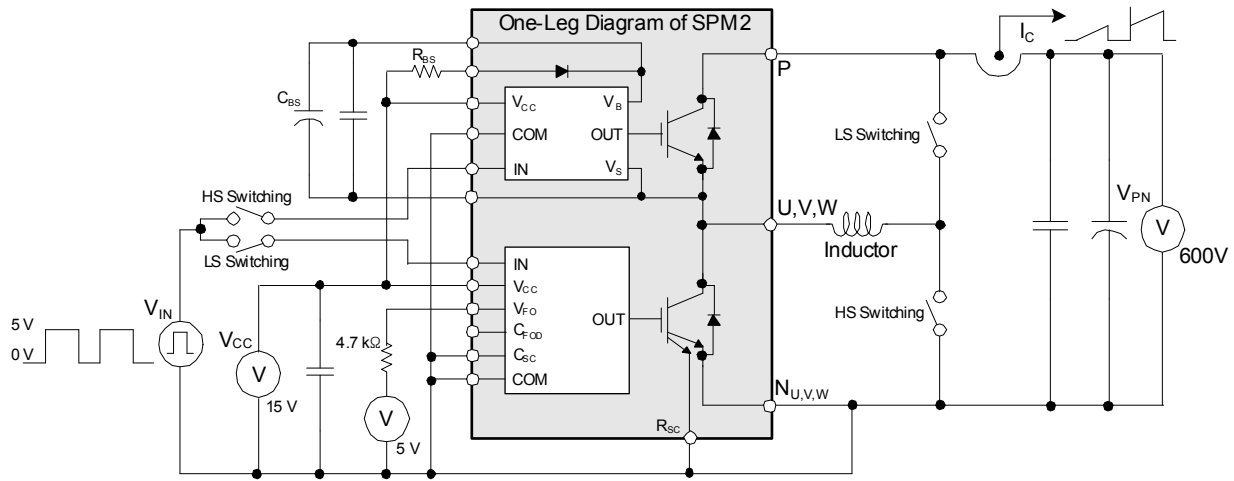 One-Leg Diagram of SPM2
I_C
P
R_BS
C_BS
V_CC
V_B
COM
OUT
IN
V_S
LS Switching
HS Switching
LS Switching
U,V,W
Inductor
V_PN
V
600V
IN
V_CC
V_FO
C_FOD
C_SC
COM
OUT
HS Switching
V_IN
5 V
0 V
V_CC
V
15 V
4.7 kΩ
V
5 V
N_U,V,W
R_SC